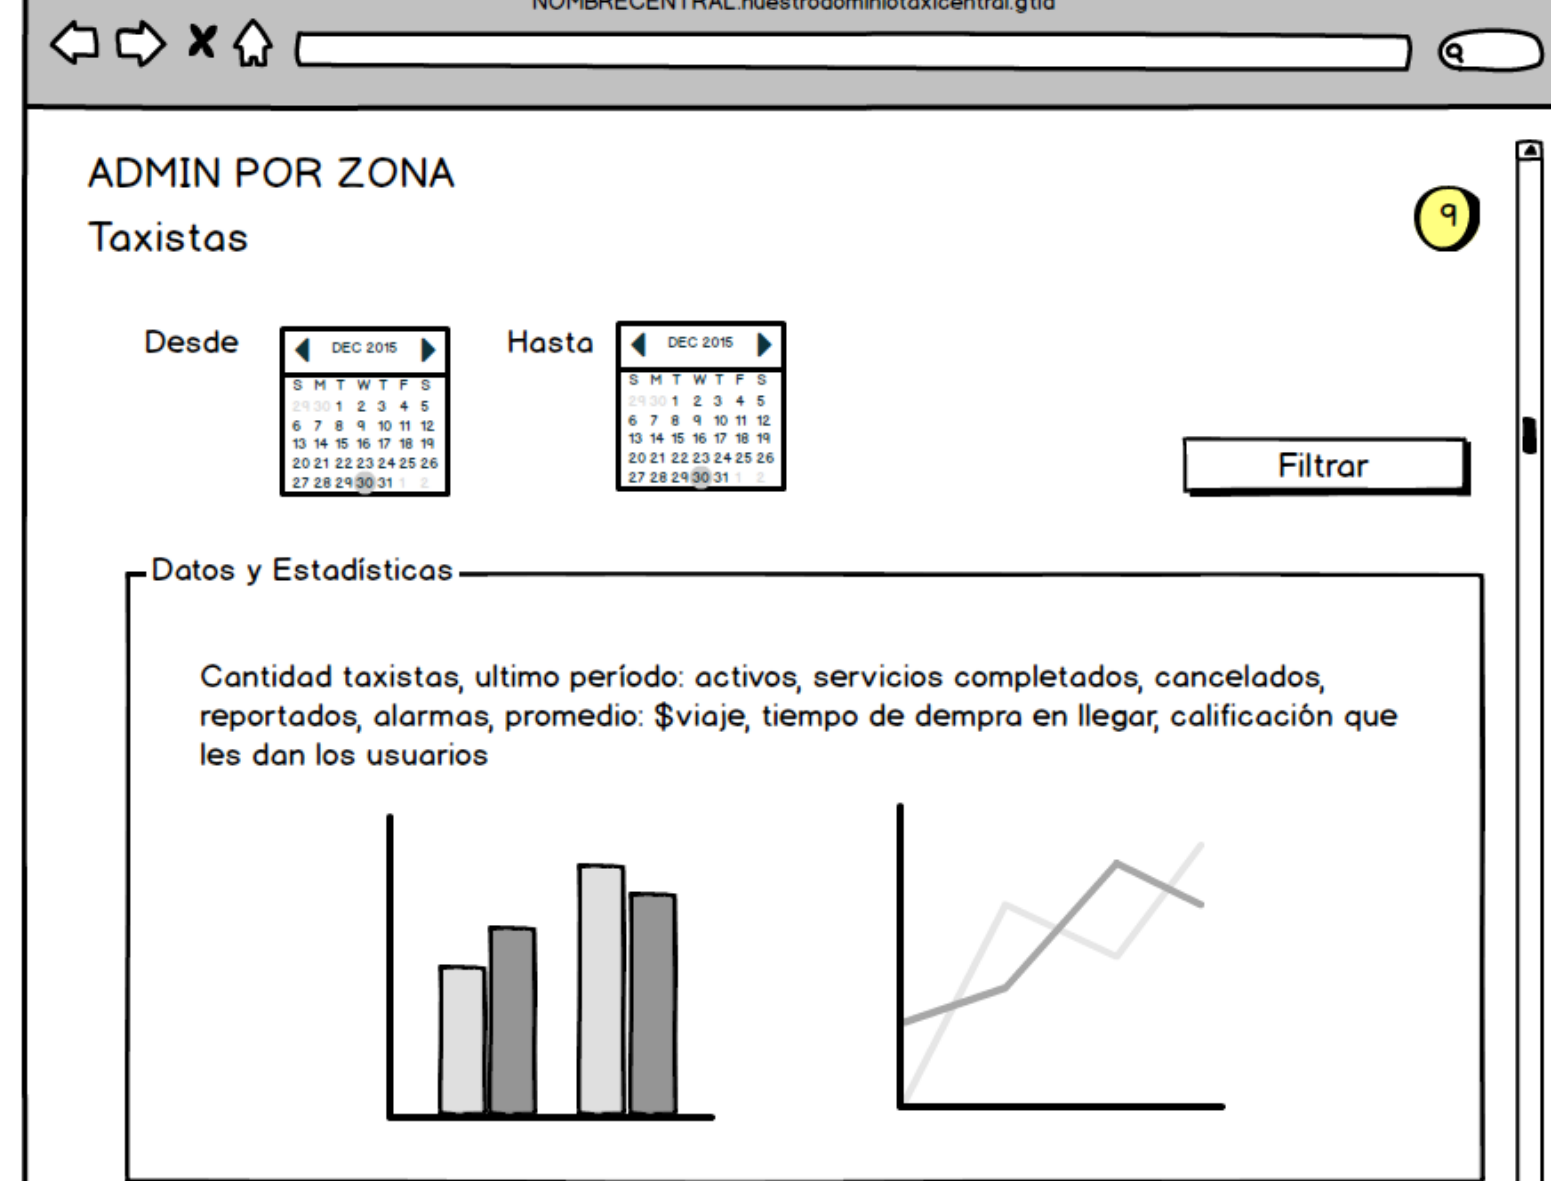 NOMBRECENTRAL.nuestrodominiotaxicentral.gtld
ADMIN POR ZONA
9
Taxistas
Desde
DEC 2015
S M T W T F S
29 30 1 2 3 4 5
6 7 8 9 10 11 12
13 14 15 16 17 18 19
20 21 22 23 24 25 26
27 28 29 30 31 1 2
Hasta
DEC 2015
S M T W T F S
29 30 1 2 3 4 5
6 7 8 9 10 11 12
13 14 15 16 17 18 19
20 21 22 23 24 25 26
27 28 29 30 31 1 2
Filtrar
Datos y Estadísticas
Cantidad taxistas, ultimo período: activos, servicios completados, cancelados,
reportados, alarmas, promedio: $viaje, tiempo de dempra en llegar, calificación que
les dan los usuarios